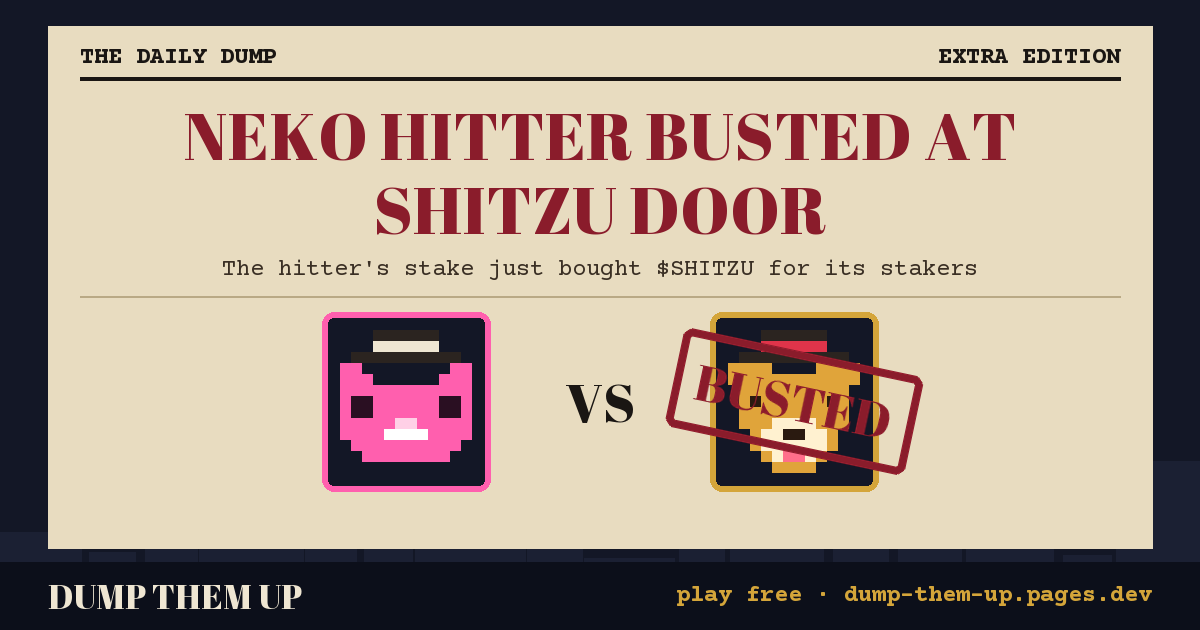 THE DAILY DUMP
EXTRA EDITION
NEKO HITTER BUSTED AT
SHITZU DOOR
The hitter's stake just bought $SHITZU for its stakers
VS
BUSTED
DUMP THEM UP
play free · dump-them-up.pages.dev